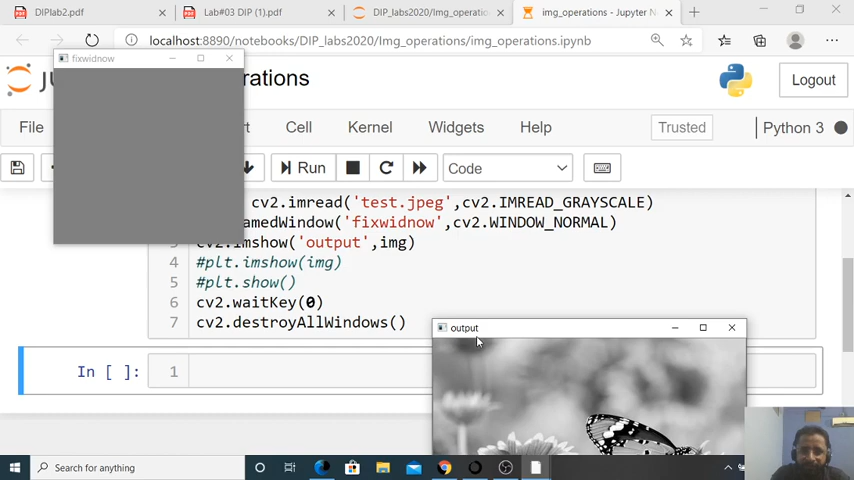 DIPlab2.pdf
Lab#03 DIP (1).pdf
DIP_labs2020/Img_operatio
img_operations - Jupyter N
localhost:8890/notebooks/DIP_labs2020/Img_operations/img_operations.ipynb
fixwidnow
rations
Logout
File
Cell
Kernel
Widgets
Help
Trusted
Python 3
Run
Code
cv2.imread('test.jpeg',cv2.IMREAD_GRAYSCALE)
amedWindow('fixwidnow',cv2.WINDOW_NORMAL)
3 cv2.imshow('output',img)
4 #plt.imshow(img)
5 #plt.show()
6 cv2.waitKey(0)
7 cv2.destroyAllWindows()
output
In [ ]:
1
Search for anything